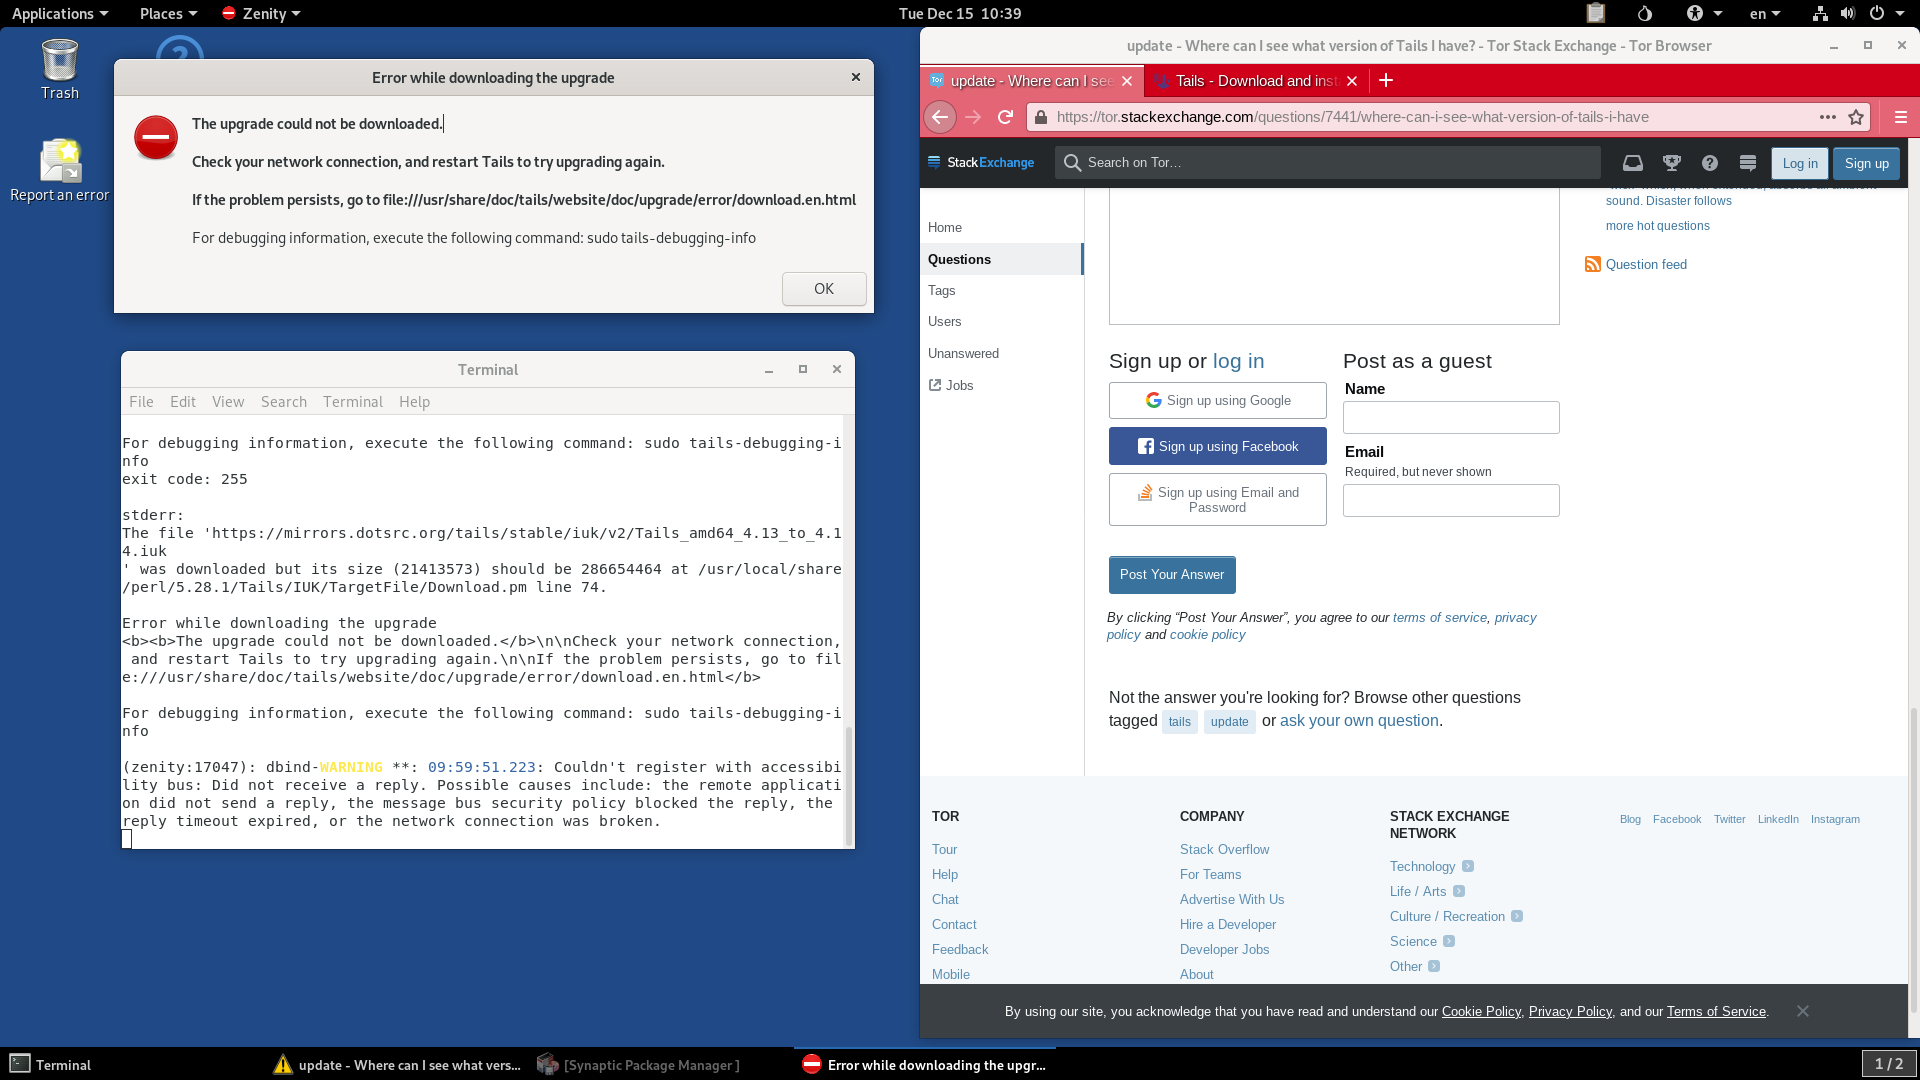 Applications
Places
Zenity
Tue Dec 15  10:39
en
Trash
Report an error
Error while downloading the upgrade
The upgrade could not be downloaded.
Check your network connection, and restart Tails to try upgrading again.
If the problem persists, go to file:///usr/share/doc/tails/website/doc/upgrade/error/download.en.html
For debugging information, execute the following command: sudo tails-debugging-info
OK
Terminal
File Edit View Search Terminal Help
For debugging information, execute the following command: sudo tails-debugging-i
nfo
exit code: 255
stderr:
The file 'https://mirrors.dotsrc.org/tails/stable/iuk/v2/Tails_amd64_4.13_to_4.1
4.iuk
' was downloaded but its size (21413573) should be 286654464 at /usr/local/share
/perl/5.28.1/Tails/IUK/TargetFile/Download.pm line 74.
Error while downloading the upgrade
<b><b>The upgrade could not be downloaded.</b>\n\nCheck your network connection,
 and restart Tails to try upgrading again.\n\nIf the problem persists, go to fil
e:///usr/share/doc/tails/website/doc/upgrade/error/download.en.html</b>
For debugging information, execute the following command: sudo tails-debugging-i
nfo
(zenity:17047): dbind-WARNING **: 09:59:51.223: Couldn't register with accessibi
lity bus: Did not receive a reply. Possible causes include: the remote applicati
on did not send a reply, the message bus security policy blocked the reply, the
reply timeout expired, or the network connection was broken.
update - Where can I see what version of Tails I have? - Tor Stack Exchange - Tor Browser
update - Where can I see
Tails - Download and inst
https://tor.stackexchange.com/questions/7441/where-can-i-see-what-version-of-tails-i-have
StackExchange
Search on Tor…
Log in
Sign up
Home
Questions
Tags
Users
Unanswered
Jobs
sound. Disaster follows
more hot questions
Question feed
Sign up or log in
Sign up using Google
Sign up using Facebook
Sign up using Email and
Password
Post as a guest
Name
Email
Required, but never shown
Post Your Answer
By clicking “Post Your Answer”, you agree to our terms of service, privacy
policy and cookie policy
Not the answer you're looking for? Browse other questions
tagged tails update or ask your own question.
TOR
Tour
Help
Chat
Contact
Feedback
Mobile
COMPANY
Stack Overflow
For Teams
Advertise With Us
Hire a Developer
Developer Jobs
About
STACK EXCHANGE
NETWORK
Technology
Life / Arts
Culture / Recreation
Science
Other
Blog Facebook Twitter LinkedIn Instagram
By using our site, you acknowledge that you have read and understand our Cookie Policy, Privacy Policy, and our Terms of Service.
Terminal
update - Where can I see what vers...
[Synaptic Package Manager ]
Error while downloading the upgr...
1 / 2